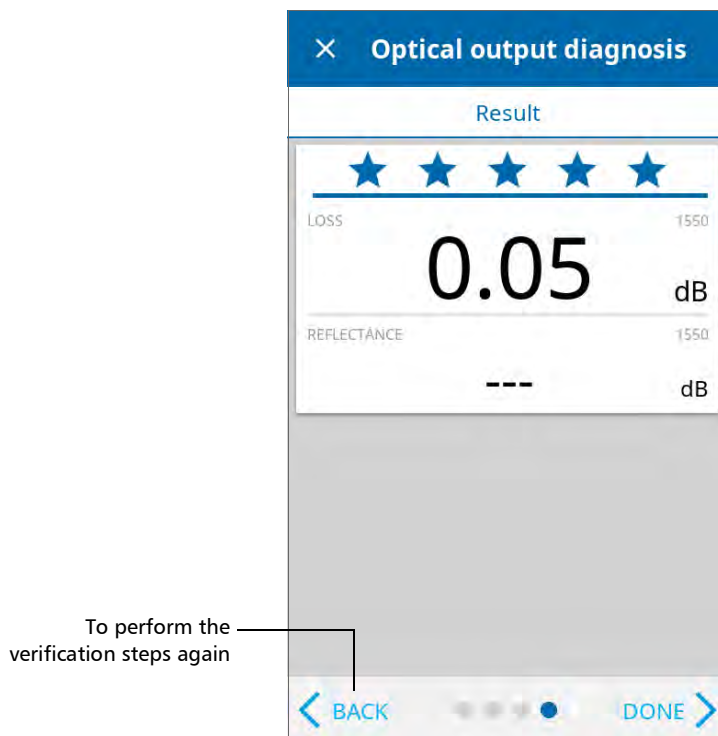 Optical output diagnosis
Result
LOSS 1550
0.05 dB
REFLECTANCE 1550
--- dB
To perform the
verification steps again
BACK DONE